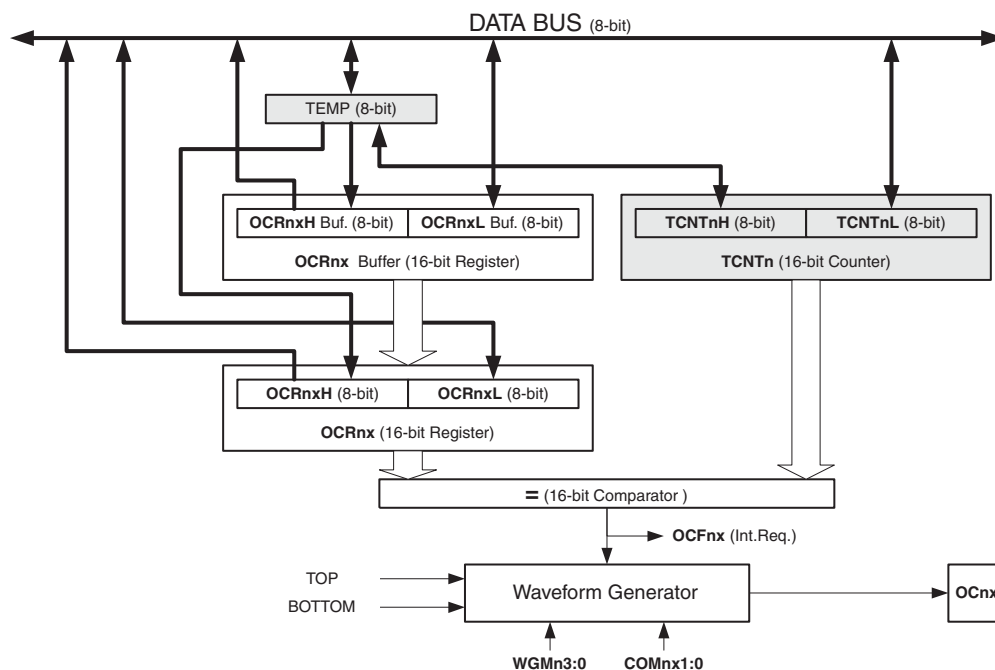 DATA BUS (8-bit)
TEMP (8-bit)
OCRnxH Buf. (8-bit) OCRnxL Buf. (8-bit)
TCNTnH (8-bit) TCNTnL (8-bit)
OCRnx Buffer (16-bit Register)
TCNTn (16-bit Counter)
OCRnxH (8-bit) OCRnxL (8-bit)
OCRnx (16-bit Register)
= (16-bit Comparator )
OCFnx (Int.Req.)
TOP
BOTTOM
Waveform Generator
OCnx
WGMn3:0 COMnx1:0